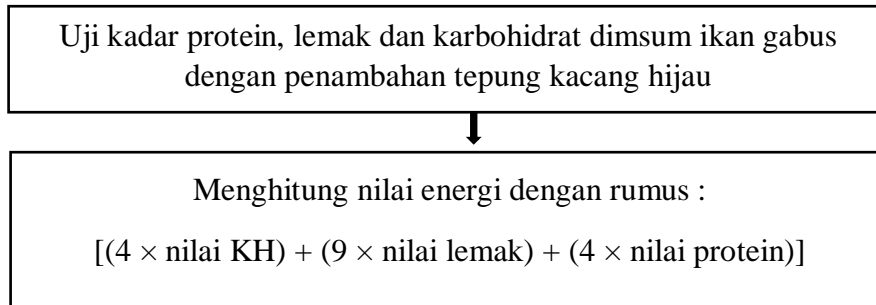 Uji kadar protein, lemak dan karbohidrat dimsum ikan gabus
dengan penambahan tepung kacang hijau
Menghitung nilai energi dengan rumus :
[(4 × nilai KH) + (9 × nilai lemak) + (4 × nilai protein)]